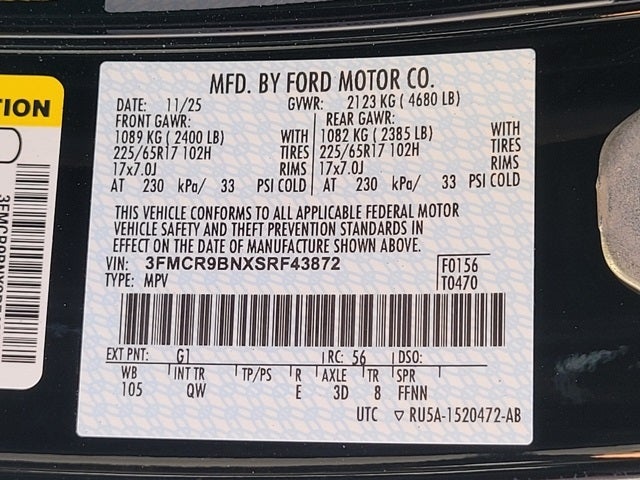 MFD. BY FORD MOTOR CO.
DATE: 11/25 GVWR: 2123 KG ( 4680 LB)
FRONT GAWR: REAR GAWR:
1089 KG ( 2400 LB) WITH 1082 KG ( 2385 LB) WITH
225/65R17 102H TIRES 225/65R17 102H TIRES
17x7.0J RIMS 17x7.0J RIMS
AT 230 kPa/ 33 PSI COLD AT 230 kPa/ 33 PSI COLD
THIS VEHICLE CONFORMS TO ALL APPLICABLE FEDERAL MOTOR
VEHICLE SAFETY AND THEFT PREVENTION STANDARDS IN
EFFECT ON THE DATE OF MANUFACTURE SHOWN ABOVE.
VIN: 3FMCR9BNXSRF43872 F0156
TYPE: MPV T0470
EXT PNT: G1 RC: 56 DSO:
WB INT TR TP/PS R AXLE TR SPR
105 QW E 3D 8 FFNN
UTC ▽ RU5A-1520472-AB